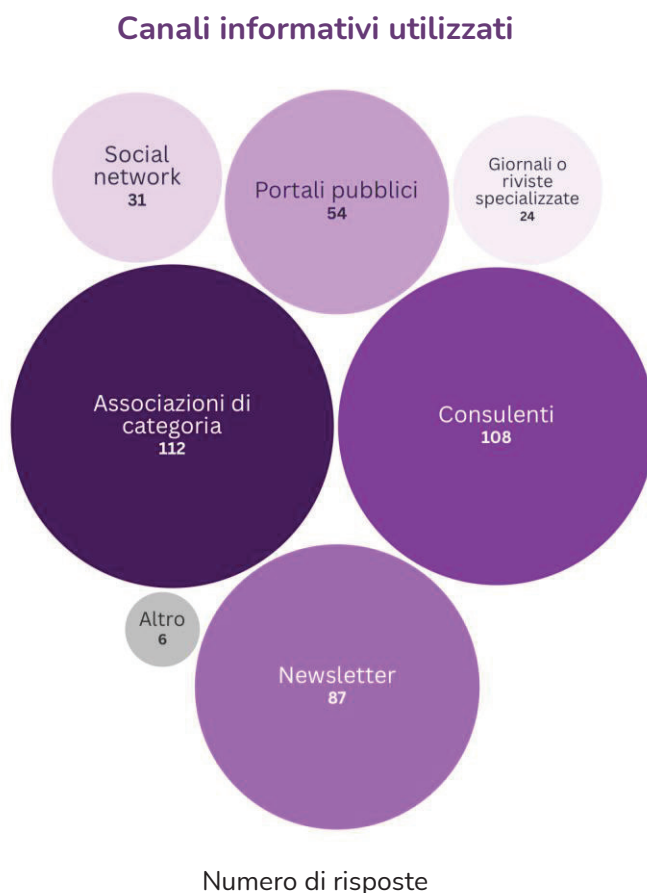 Canali informativi utilizzati
Social
network
31
Portali pubblici
54
Giornali o
riviste
specializzate
24
Associazioni di
categoria
112
Consulenti
108
Altro
6
Newsletter
87
Numero di risposte